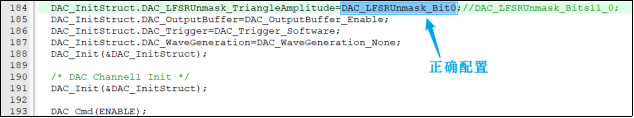 184 DAC_InitStruct.DAC_LFSRUnmask_TriangleAmplitude=DAC_LFSRUnmask_Bit0;//DAC_LFSRUnmask_Bits11_0;
185 DAC_InitStruct.DAC_OutputBuffer=DAC_OutputBuffer_Enable;
186 DAC_InitStruct.DAC_Trigger=DAC_Trigger_Software;
187 DAC_InitStruct.DAC_WaveGeneration=DAC_WaveGeneration_None;
188 DAC_Init(&DAC_InitStruct);
正确配置
189
190 /* DAC Channel1 Init */
191 DAC_Init(&DAC_InitStruct);
192
193 DAC_Cmd(ENABLE);